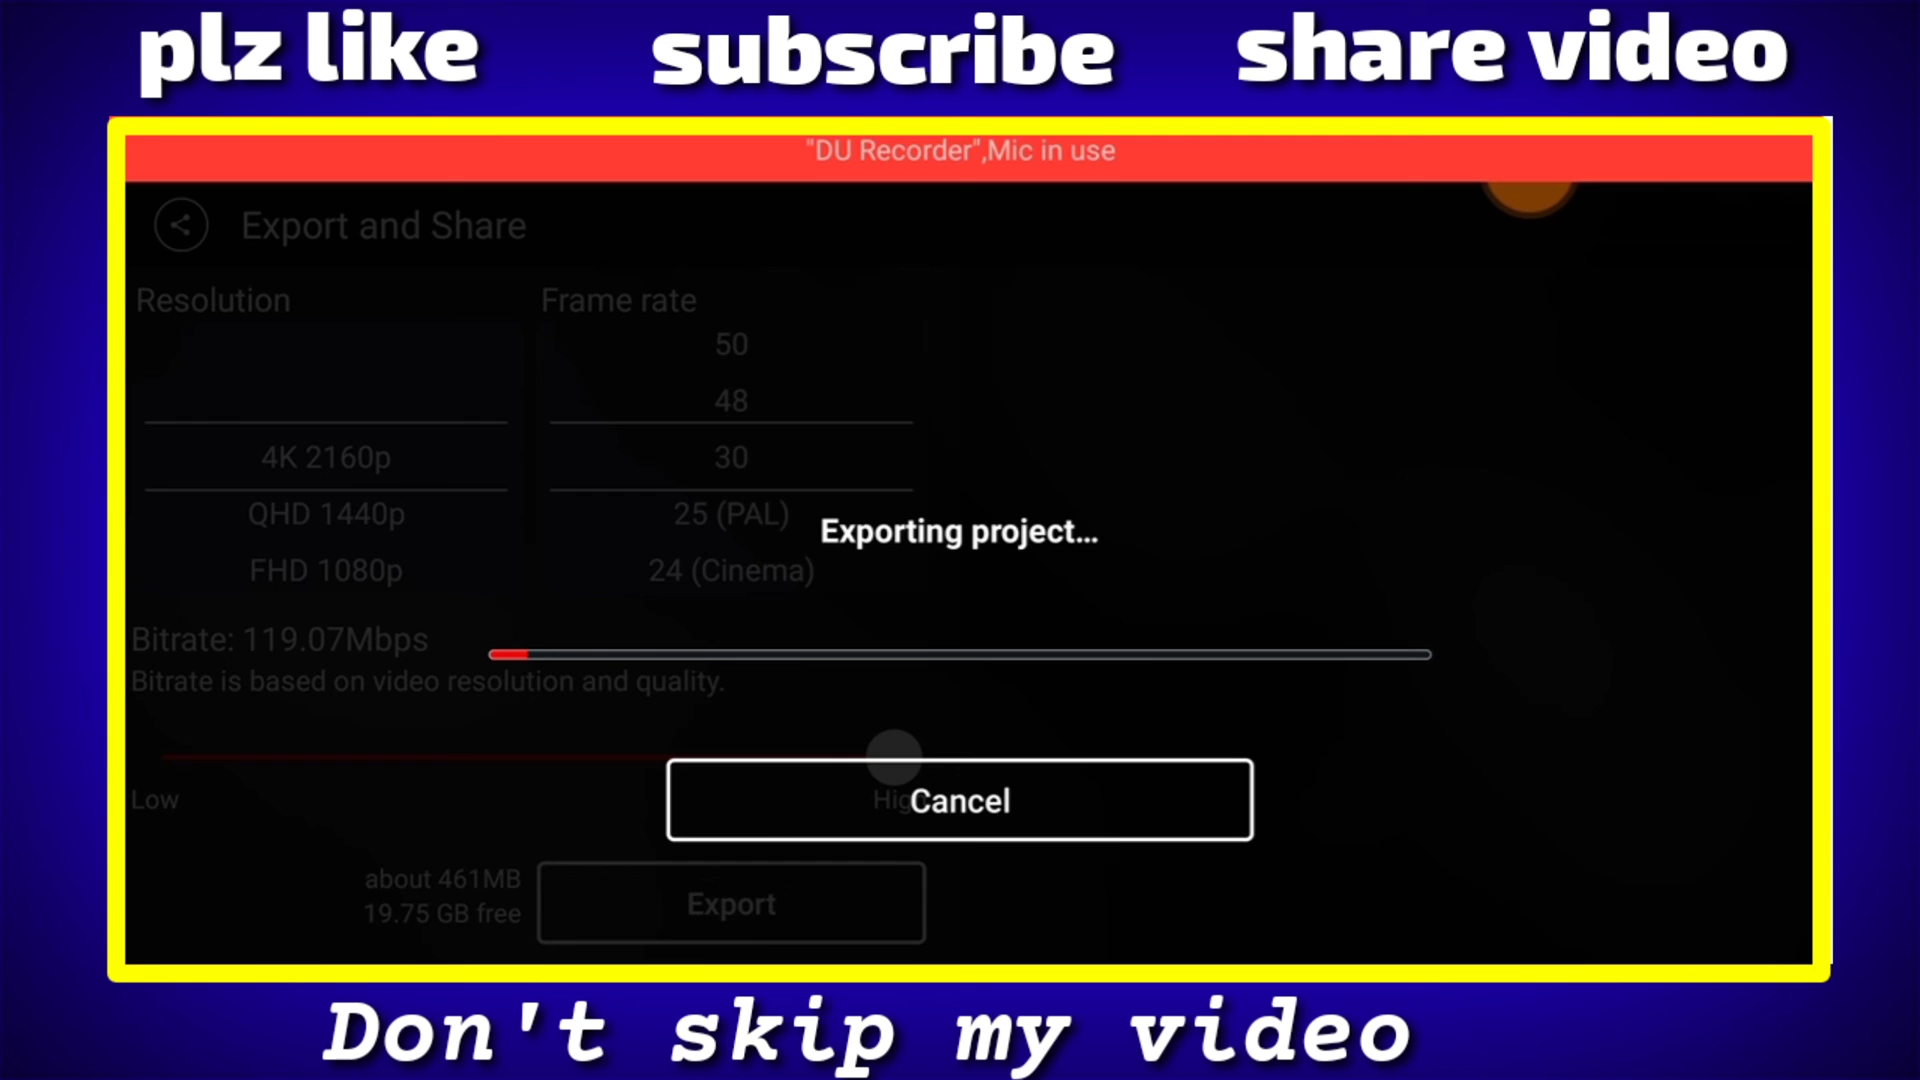 plz like subscribe share video
"DU Recorder",Mic in use
Export and Share
Resolution
Frame rate
50
48
4K 2160p
30
QHD 1440p
25 (PAL)
FHD 1080p
24 (Cinema)
Exporting project...
Bitrate: 119.07Mbps
Bitrate is based on video resolution and quality.
Low
Hig
Cancel
about 461MB
19.75 GB free
Export
Don't skip my video